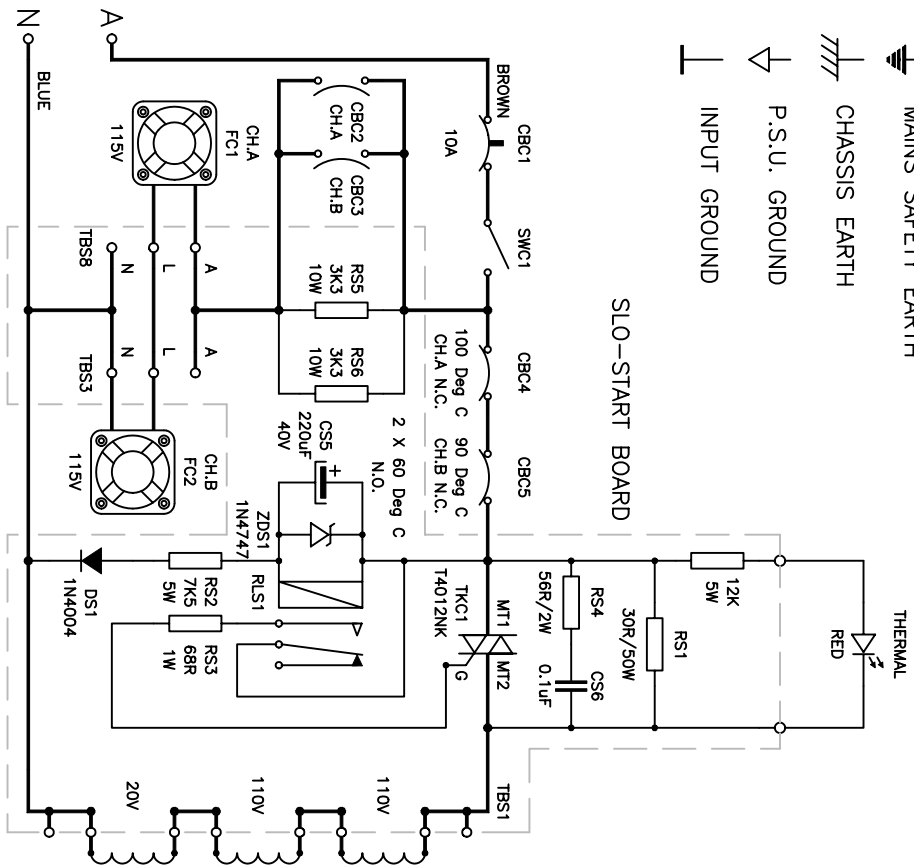 MAINS SAFETY EARTH
CHASSIS EARTH
P.S.U. GROUND
INPUT GROUND
SLO-START BOARD
THERMAL
RED
12K
5W
RS1
30R/50W
RS4
56R/2W
CS6
0.1uF
A
BROWN
CBC1
10A
SWC1
CBC4
100 Deg C
CH.A N.C.
CBC5
90 Deg C
CH.B N.C.
MT1
MT2
G
TKC1
T4012NK
TBS1
CBC2
CH.A
CBC3
CH.B
RS5
3K3
10W
RS6
3K3
10W
2 X 60 Deg C
N.O.
CS5
220uF
40V
+
ZDS1
1N4747
RLS1
110V
110V
20V
CH.A
FC1
115V
A
L
N
TBS8
A
L
N
TBS3
CH.B
FC2
115V
RS2
7K5
5W
RS3
68R
1W
DS1
1N4004
N
BLUE